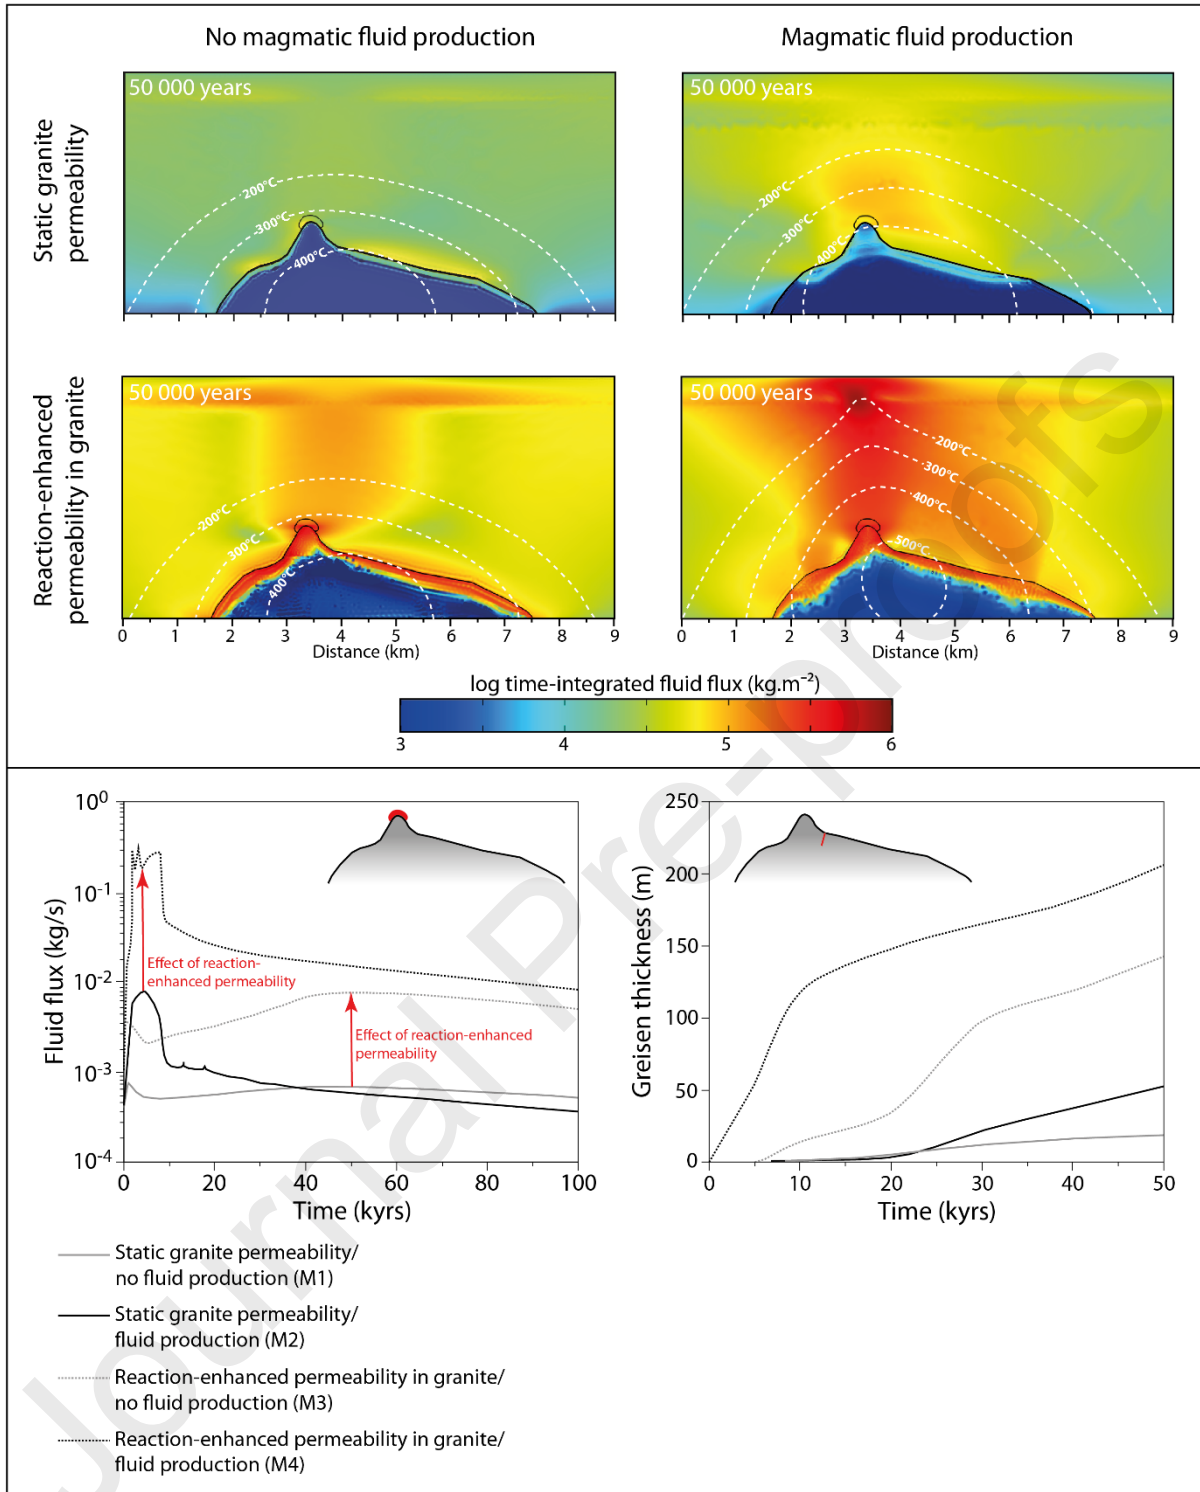 No magmatic fluid production
Magmatic fluid production
Static granite
permeability
50 000 years
200°C
300°C
400°C
50 000 years
200°C
300°C
400°C
Reaction-enhanced
permeability in granite
50 000 years
200°C
300°C
400°C
0 1 2 3 4 5 6 7 8 9
Distance (km)
50 000 years
200°C
300°C
400°C
500°C
0 1 2 3 4 5 6 7 8 9
Distance (km)
log time-integrated fluid flux (kg.m⁻²)
3 4 5 6
Fluid flux (kg/s)
10⁰
10⁻¹
10⁻²
10⁻³
10⁻⁴
Effect of reaction-
enhanced permeability
Effect of reaction-enhanced
permeability
0 20 40 60 80 100
Time (kyrs)
Greisen thickness (m)
250
200
150
100
50
0
0 10 20 30 40 50
Time (kyrs)
Static granite permeability/
no fluid production (M1)
Static granite permeability/
fluid production (M2)
Reaction-enhanced permeability in granite/
no fluid production (M3)
Reaction-enhanced permeability in granite/
fluid production (M4)
Journal Pre-proofs